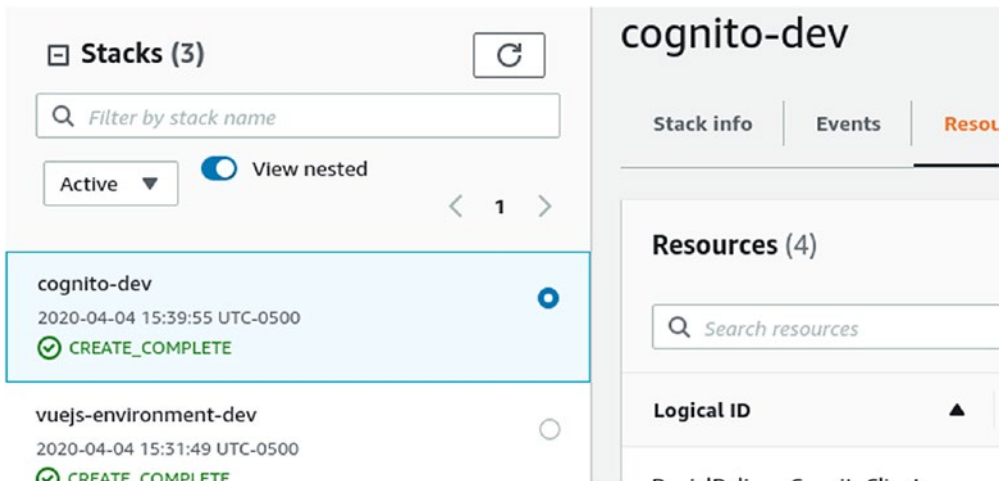 Stacks (3)
Filter by stack name
Active
View nested
1
cognito-dev
2020-04-04 15:39:55 UTC-0500
CREATE_COMPLETE
vuejs-environment-dev
2020-04-04 15:31:49 UTC-0500
CREATE_COMPLETE
cognito-dev
Stack info
Events
Resou
Resources (4)
Search resources
Logical ID